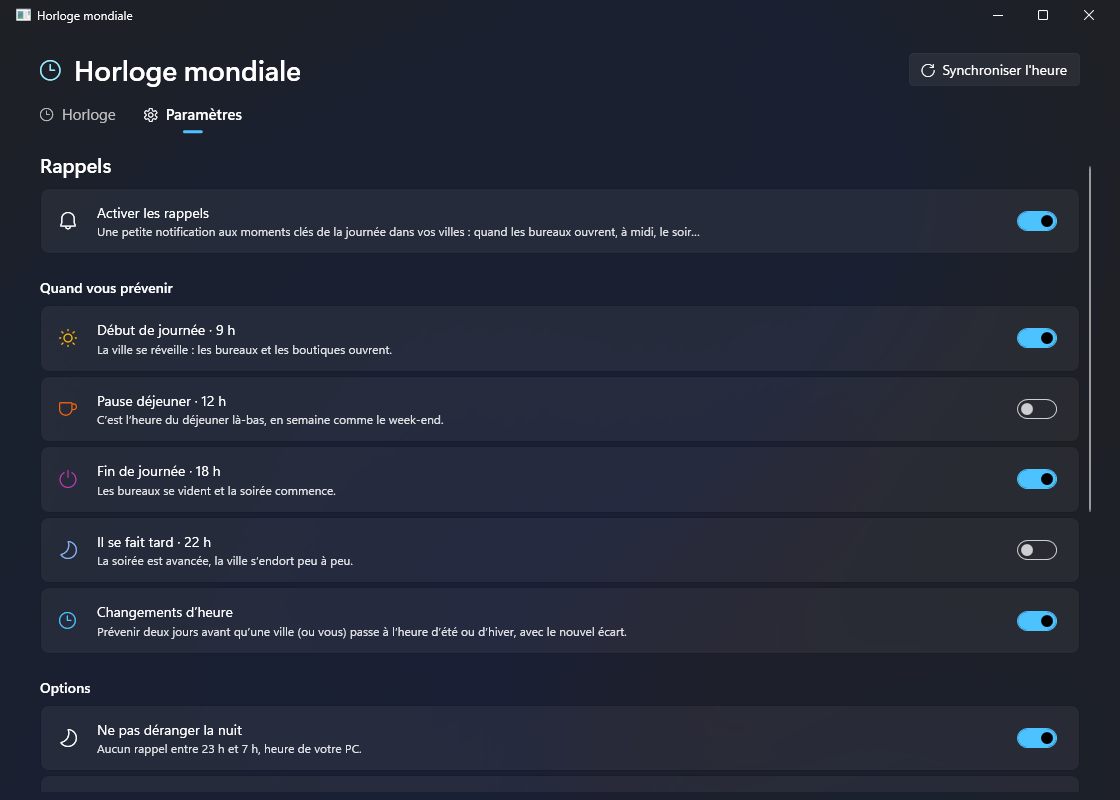 Horloge mondiale
Horloge mondiale
Synchroniser l'heure
Horloge
Paramètres
Rappels
Activer les rappels
Une petite notification aux moments clés de la journée dans vos villes : quand les bureaux ouvrent, à midi, le soir...
Quand vous prévenir
Début de journée · 9 h
La ville se réveille : les bureaux et les boutiques ouvrent.
Pause déjeuner · 12 h
C’est l’heure du déjeuner là-bas, en semaine comme le week-end.
Fin de journée · 18 h
Les bureaux se vident et la soirée commence.
Il se fait tard · 22 h
La soirée est avancée, la ville s’endort peu à peu.
Changements d’heure
Prévenir deux jours avant qu’une ville (ou vous) passe à l’heure d’été ou d’hiver, avec le nouvel écart.
Options
Ne pas déranger la nuit
Aucun rappel entre 23 h et 7 h, heure de votre PC.